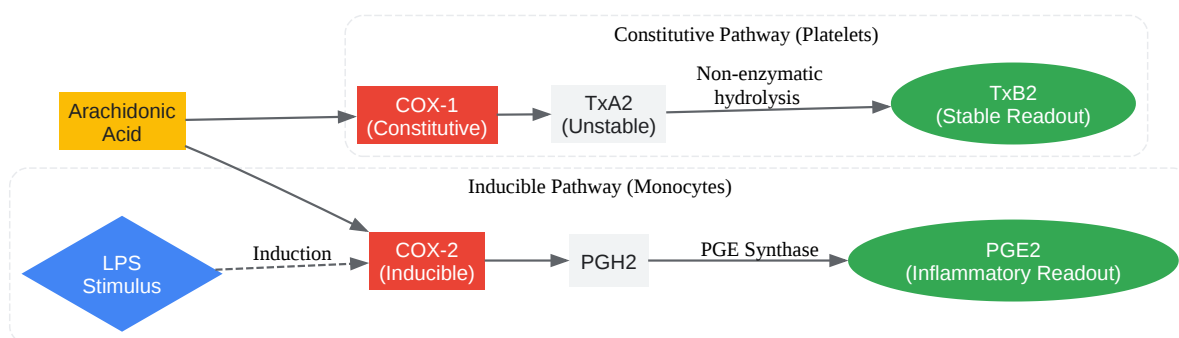 Constitutive Pathway (Platelets)
Arachidonic
Acid
COX-1
(Constitutive)
TxA2
(Unstable)
Non-enzymatic
hydrolysis
TxB2
(Stable Readout)
Inducible Pathway (Monocytes)
LPS
Stimulus
Induction
COX-2
(Inducible)
PGH2
PGE Synthase
PGE2
(Inflammatory Readout)